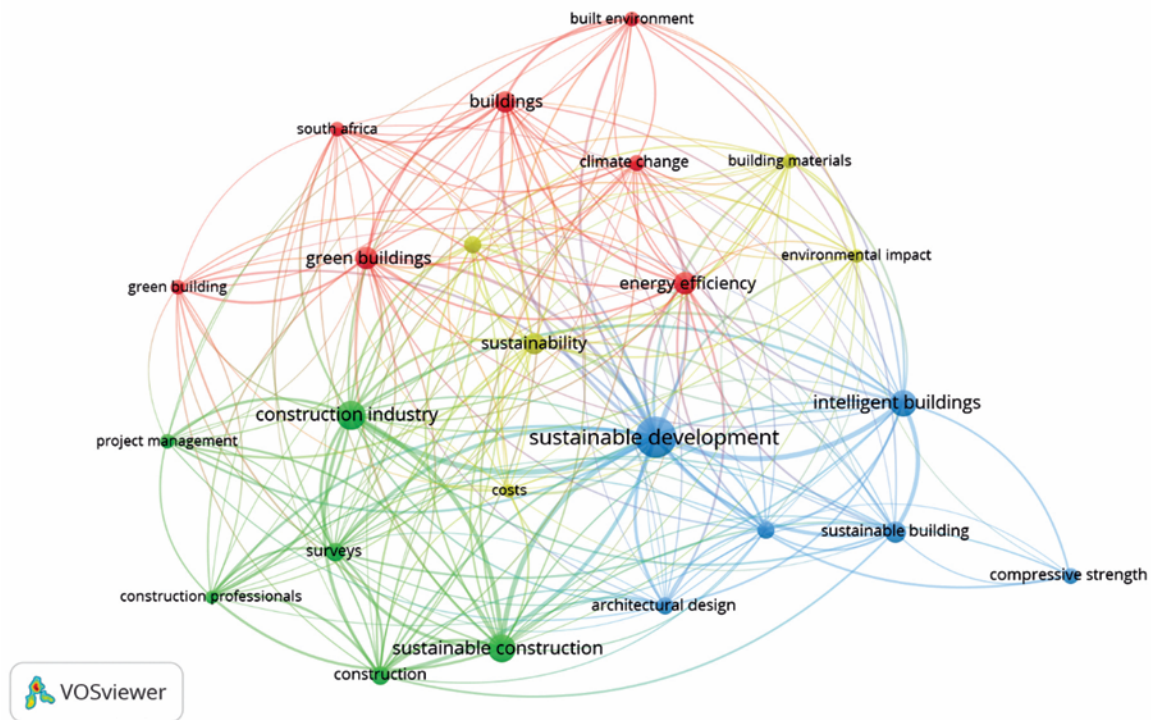 built environment
buildings
south africa
climate change
building materials
green buildings
environmental impact
green building
energy efficiency
sustainability
intelligent buildings
construction industry
project management
sustainable development
costs
sustainable building
surveys
compressive strength
construction professionals
architectural design
sustainable construction
construction
VOSviewer